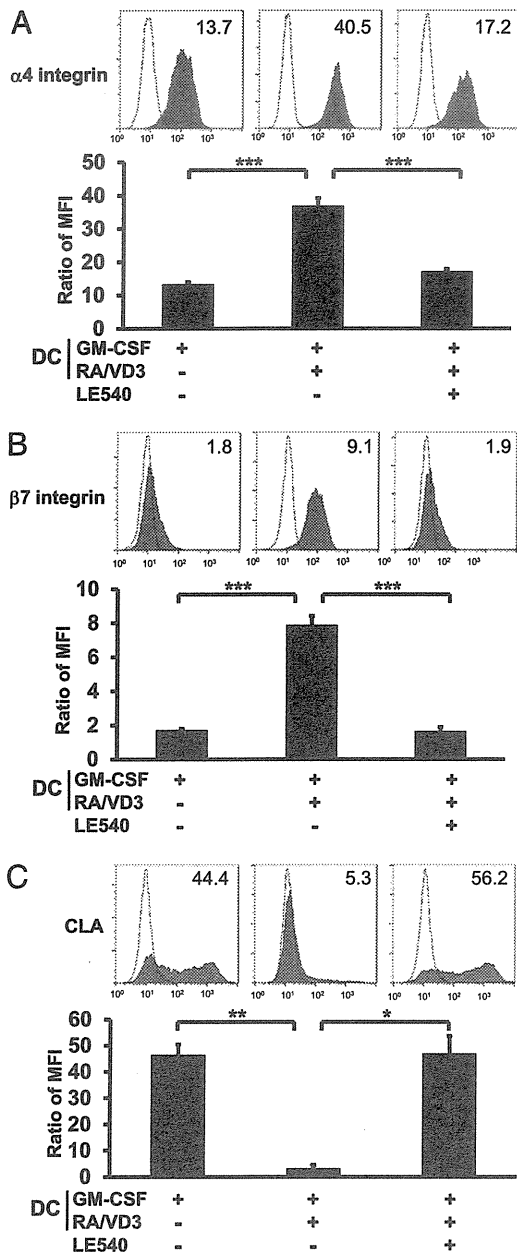 A
α4 integrin
13.7 40.5 17.2
10⁰ 10¹ 10² 10³ 10⁰ 10¹ 10² 10³ 10⁰ 10¹ 10² 10³
*** ***
Ratio of MFI
50
40
30
20
10
0
DC
GM-CSF + + +
RA/VD3 - + +
LE540 - - +
B
β7 integrin
1.8 9.1 1.9
10⁰ 10¹ 10² 10³ 10⁰ 10¹ 10² 10³ 10⁰ 10¹ 10² 10³
*** ***
Ratio of MFI
10
8
6
4
2
0
DC
GM-CSF + + +
RA/VD3 - + +
LE540 - - +
C
CLA
44.4 5.3 56.2
10⁰ 10¹ 10² 10³ 10⁰ 10¹ 10² 10³ 10⁰ 10¹ 10² 10³
** *
Ratio of MFI
60
50
40
30
20
10
0
DC
GM-CSF + + +
RA/VD3 - + +
LE540 - - +